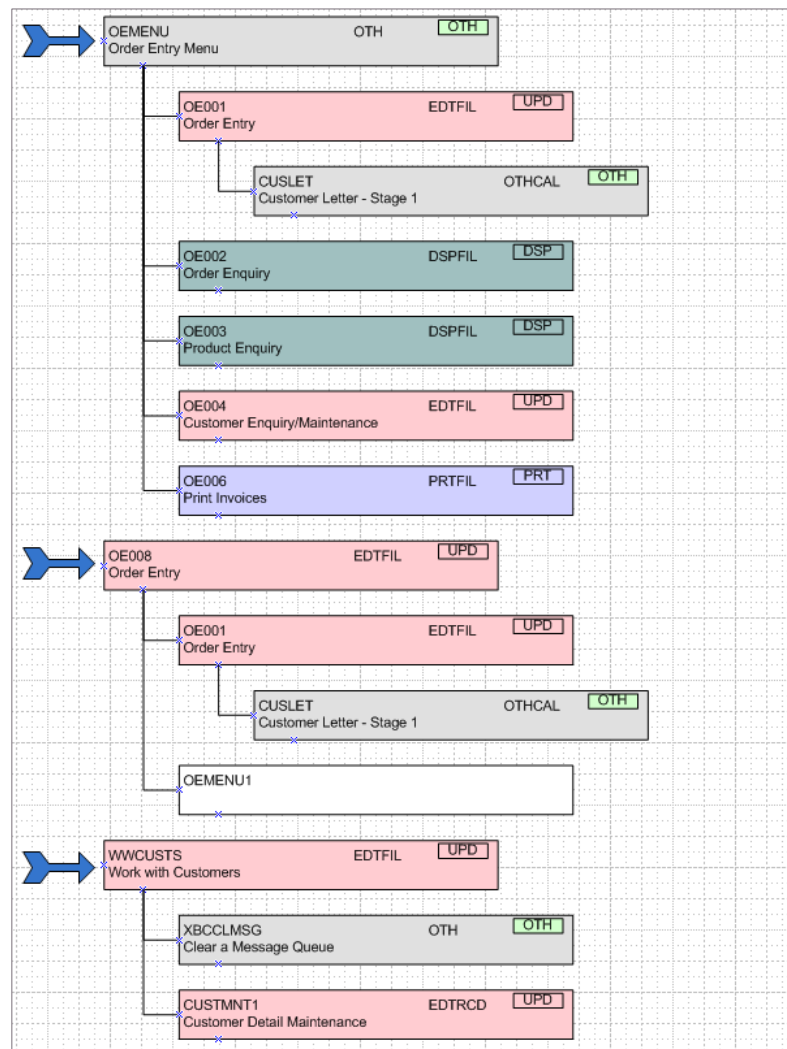 OEMENU OTH OTH
Order Entry Menu
OE001 EDTFIL UPD
Order Entry
CUSLET OTHCAL OTH
Customer Letter - Stage 1
OE002 DSPFIL DSP
Order Enquiry
OE003 DSPFIL DSP
Product Enquiry
OE004 EDTFIL UPD
Customer Enquiry/Maintenance
OE006 PRTFIL PRT
Print Invoices
OE008 EDTFIL UPD
Order Entry
OE001 EDTFIL UPD
Order Entry
CUSLET OTHCAL OTH
Customer Letter - Stage 1
OEMENU1
WWCUSTS EDTFIL UPD
Work with Customers
XBCCLMSG OTH OTH
Clear a Message Queue
CUSTMNT1 EDTRCD UPD
Customer Detail Maintenance